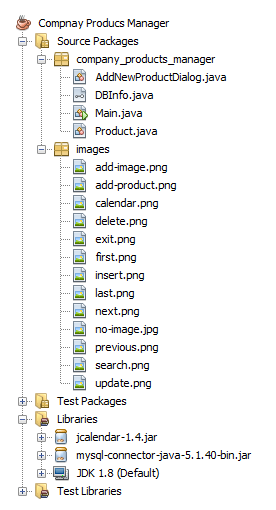 Compnay Producs Manager
Source Packages
company_products_manager
AddNewProductDialog.java
DBInfo.java
Main.java
Product.java
images
add-image.png
add-product.png
calendar.png
delete.png
exit.png
first.png
insert.png
last.png
next.png
no-image.jpg
previous.png
search.png
update.png
Test Packages
Libraries
jcalendar-1.4.jar
mysql-connector-java-5.1.40-bin.jar
JDK 1.8 (Default)
Test Libraries